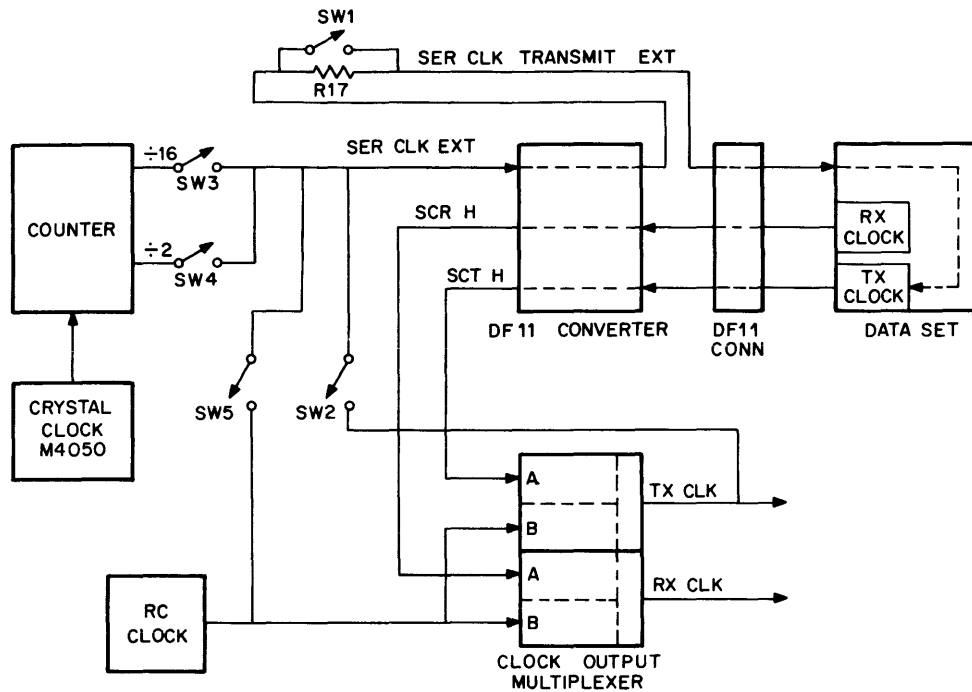 SW1
SER CLK TRANSMIT EXT
R17
÷16
SW3
SER CLK EXT
COUNTER
÷2
SW4
SCR H
SCT H
RX
CLOCK
TX
CLOCK
DF11 CONVERTER
DF11
CONN
DATA SET
CRYSTAL
CLOCK
M4050
SW5
SW2
A
TX CLK
B
A
RX CLK
B
RC
CLOCK
CLOCK OUTPUT
MULTIPLEXER